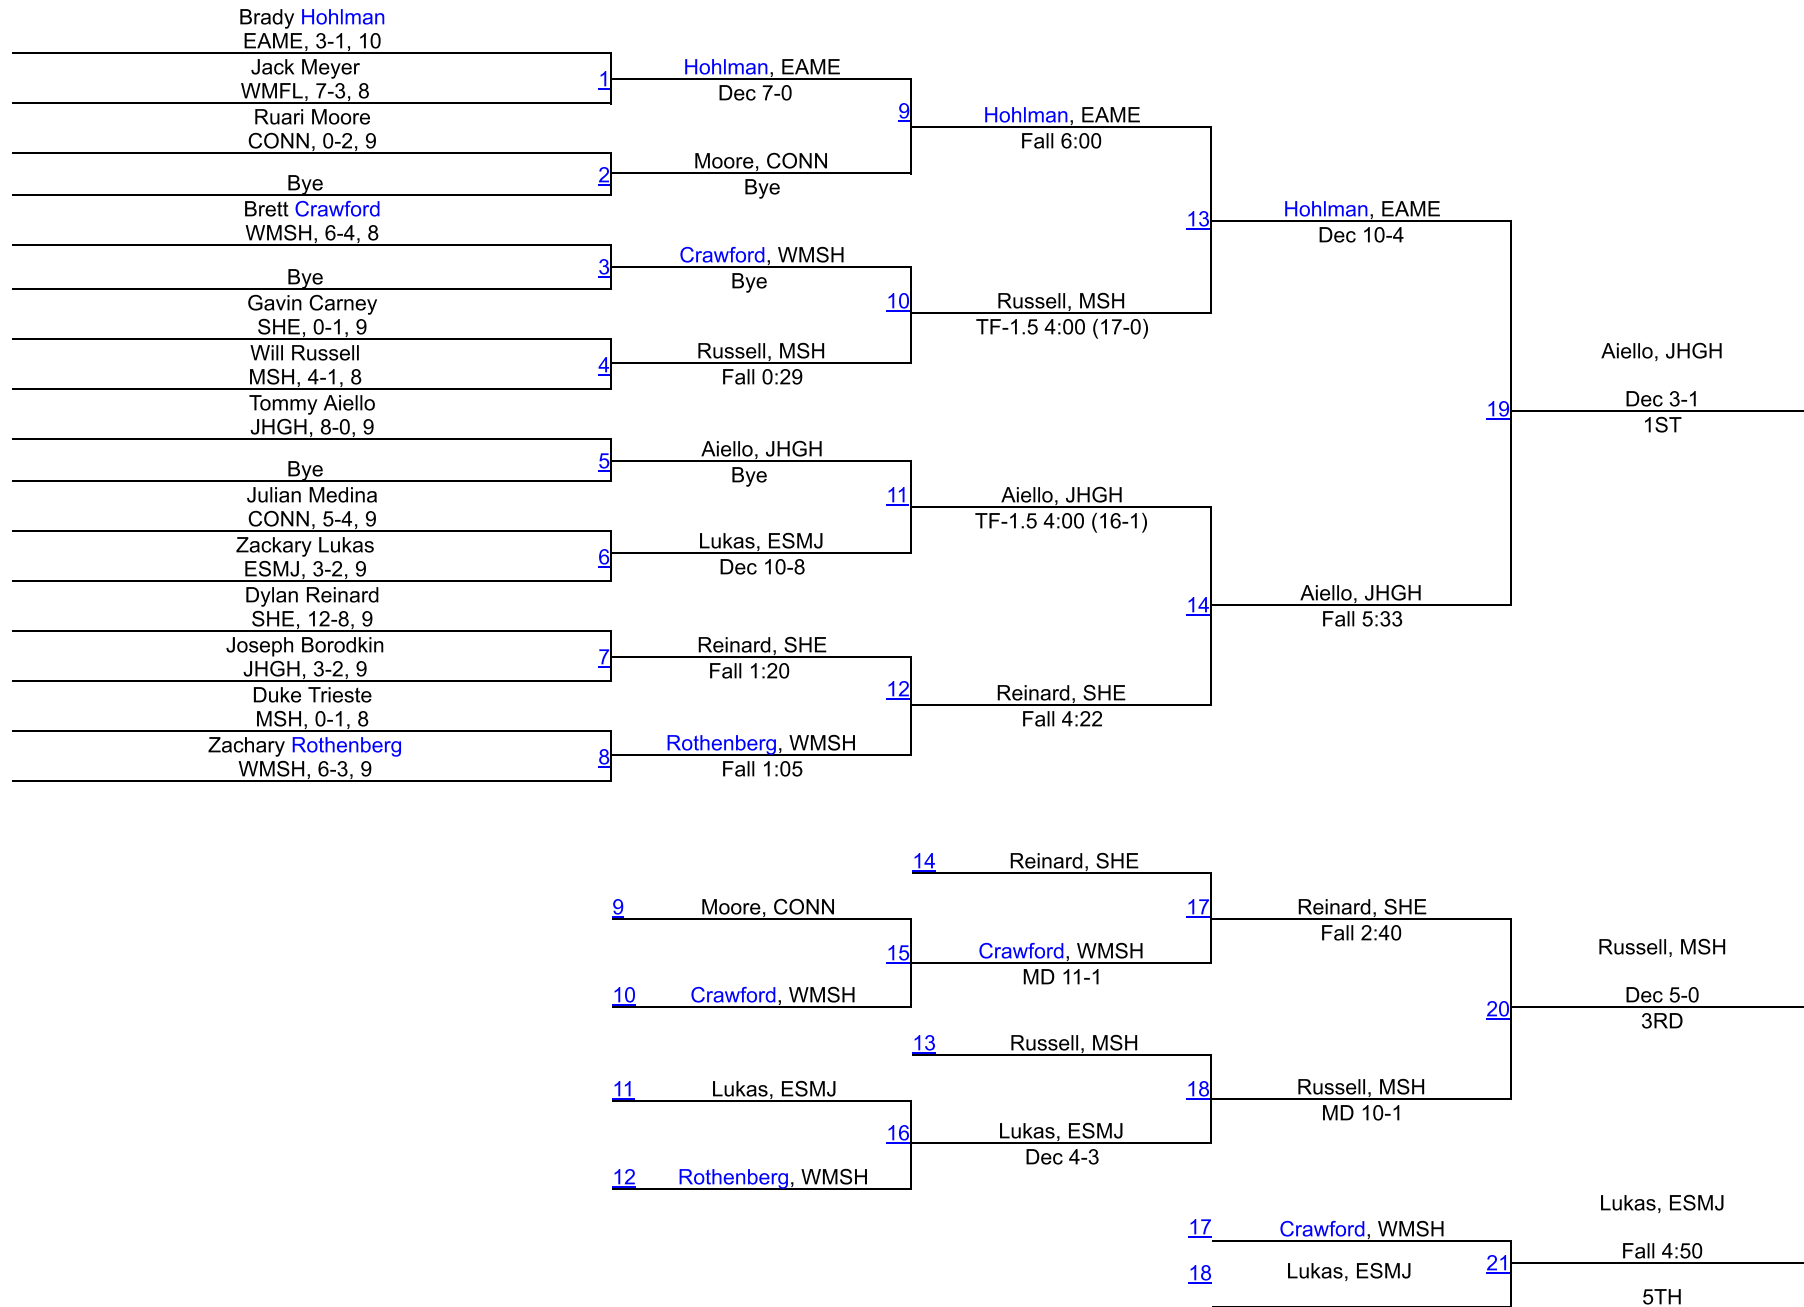 Brady Hohlman
EAME, 3-1, 10
Jack Meyer
WMFL, 7-3, 8
Ruari Moore
CONN, 0-2, 9
Bye
Brett Crawford
WMSH, 6-4, 8
Bye
Gavin Carney
SHE, 0-1, 9
Will Russell
MSH, 4-1, 8
Tommy Aiello
JHGH, 8-0, 9
Bye
Julian Medina
CONN, 5-4, 9
Zackary Lukas
ESMJ, 3-2, 9
Dylan Reinard
SHE, 12-8, 9
Joseph Borodkin
JHGH, 3-2, 9
Duke Trieste
MSH, 0-1, 8
Zachary Rothenberg
WMSH, 6-3, 9
1
Hohlman, EAME
Dec 7-0
2
Moore, CONN
Bye
3
Crawford, WMSH
Bye
4
Russell, MSH
Fall 0:29
5
Aiello, JHGH
Bye
6
Lukas, ESMJ
Dec 10-8
7
Reinard, SHE
Fall 1:20
8
Rothenberg, WMSH
Fall 1:05
9
Hohlman, EAME
Fall 6:00
10
Russell, MSH
TF-1.5 4:00 (17-0)
11
Aiello, JHGH
TF-1.5 4:00 (16-1)
12
Reinard, SHE
Fall 4:22
13
Hohlman, EAME
Dec 10-4
14
Aiello, JHGH
Fall 5:33
19
Aiello, JHGH
Dec 3-1
1ST
9 Moore, CONN
10 Crawford, WMSH
11 Lukas, ESMJ
12 Rothenberg, WMSH
14 Reinard, SHE
15
Crawford, WMSH
MD 11-1
13 Russell, MSH
16
Lukas, ESMJ
Dec 4-3
17
Reinard, SHE
Fall 2:40
18
Russell, MSH
MD 10-1
20
Russell, MSH
Dec 5-0
3RD
17 Crawford, WMSH
18 Lukas, ESMJ
21
Lukas, ESMJ
Fall 4:50
5TH